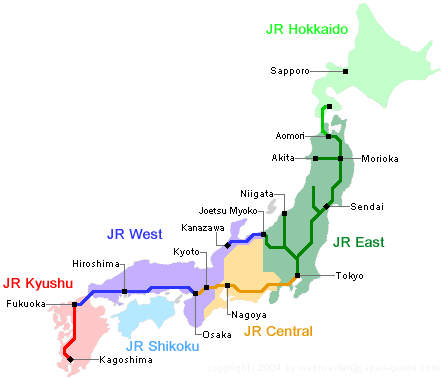 JR Hokkaido
Sapporo
Aomori
Akita
Morioka
Niigata
Joetsu Myoko
Sendai
Kanazawa
JR West
JR East
Kyoto
Hiroshima
Tokyo
JR Kyushu
Fukuoka
Nagoya
JR Central
Osaka
JR Shikoku
Kagoshima